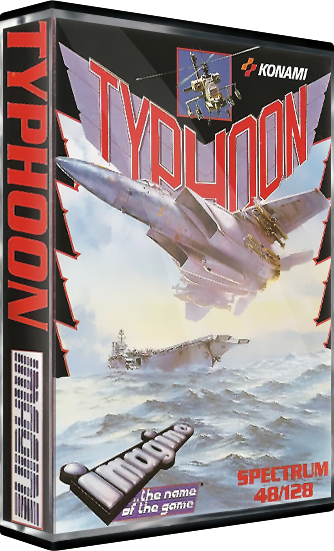 TYPHOON
IMAGINE
KONAMI
TYPHOON
Imagine
...the name
of the game
SPECTRUM
48/128